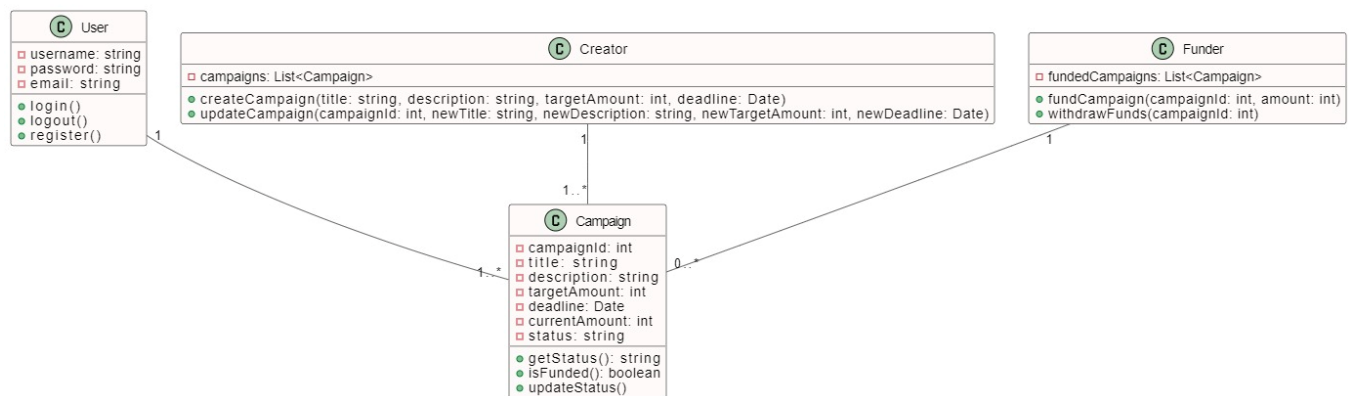 C User
username: string
password: string
email: string
login()
logout()
register()
C Creator
campaigns: List<Campaign>
createCampaign(title: string, description: string, targetAmount: int, deadline: Date)
updateCampaign(campaignId: int, newTitle: string, newDescription: string, newTargetAmount: int, newDeadline: Date)
C Funder
fundedCampaigns: List<Campaign>
fundCampaign(campaignId: int, amount: int)
withdrawFunds(campaignId: int)
1
1
1
1..*
1..*
0..*
C Campaign
campaignId: int
title: string
description: string
targetAmount: int
deadline: Date
currentAmount: int
status: string
getStatus(): string
isFunded(): boolean
updateStatus()